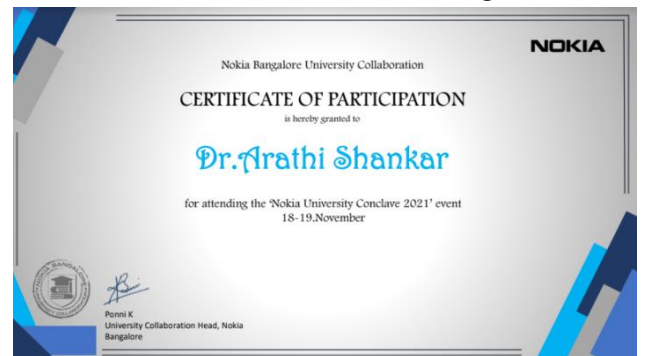 NOKIA
Nokia Bangalore University Collaboration
CERTIFICATE OF PARTICIPATION
is hereby granted to
Dr.Arathi Shankar
for attending the 'Nokia University Conclave 2021' event
18-19.November
Ponni K
University Collaboration Head, Nokia
Bangalore